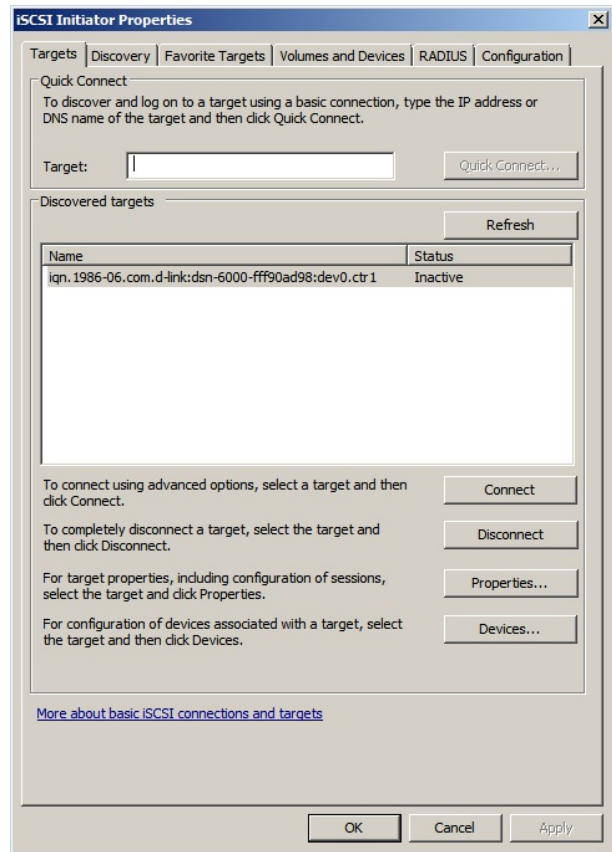 iSCSI Initiator Properties
Targets Discovery Favorite Targets Volumes and Devices RADIUS Configuration
Quick Connect
To discover and log on to a target using a basic connection, type the IP address or
DNS name of the target and then click Quick Connect.
Target:
Quick Connect...
Discovered targets
Refresh
Name Status
iqn.1986-06.com.d-link:dsn-6000-fff90ad98:dev0.ctr1 Inactive
To connect using advanced options, select a target and then
click Connect.
Connect
To completely disconnect a target, select the target and
then click Disconnect.
Disconnect
For target properties, including configuration of sessions,
select the target and click Properties.
Properties...
For configuration of devices associated with a target, select
the target and then click Devices.
Devices...
More about basic iSCSI connections and targets
OK Cancel Apply